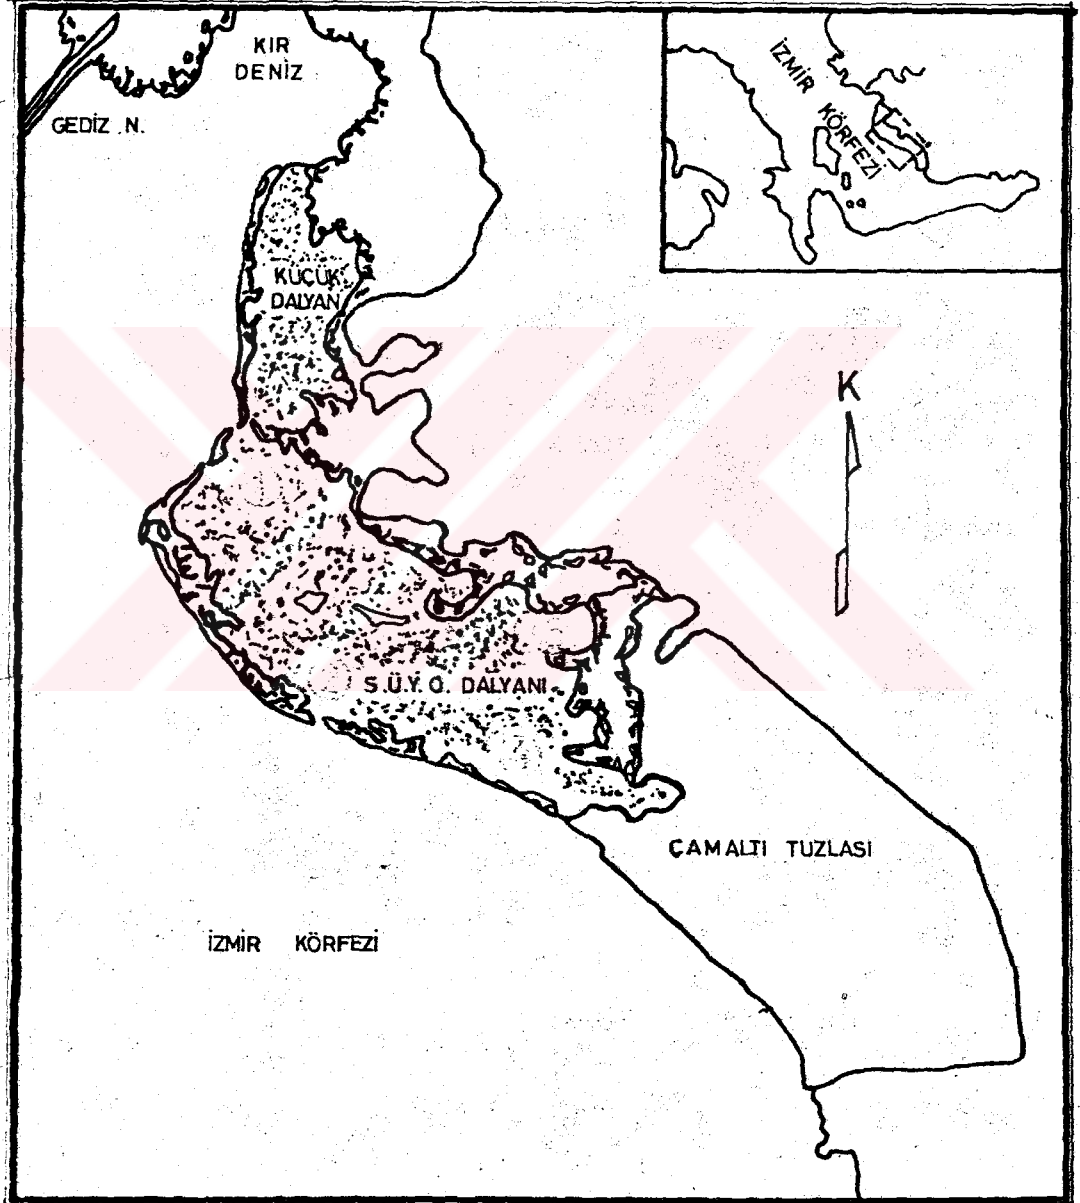 KIR
DENİZ
GEDİZ N.
İZMİR KÖRFEZİ
KÜÇÜK
DALYAN
K
S.Ü.Y.O. DALYANI
ÇAMALTI TUZLASI
İZMİR KÖRFEZİ